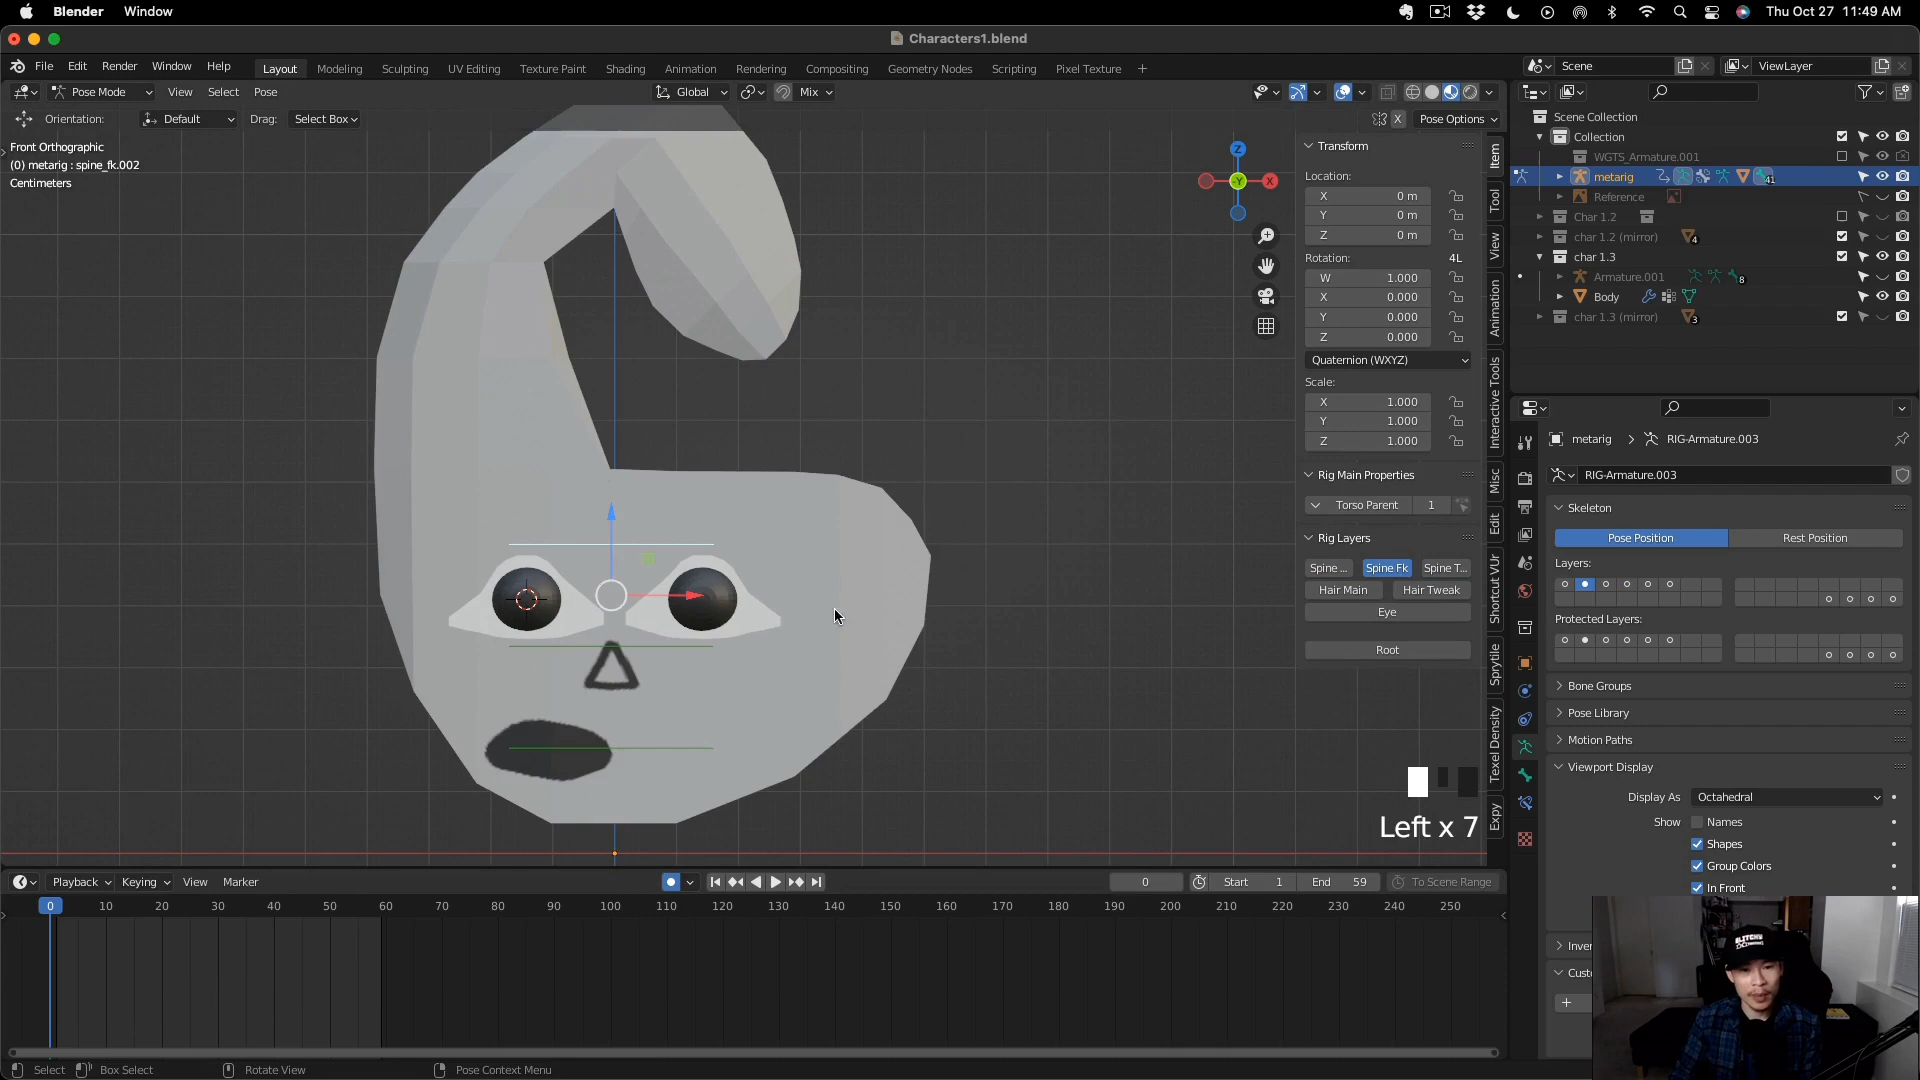 Blender Window Thu Oct 27 11:49 AM
Characters1.blend
File Edit Render Window Help Layout Modeling Sculpting UV Editing Texture Paint Shading Animation Rendering Compositing Geometry Nodes Scripting Pixel Texture + Scene ViewLayer
Pose Mode View Select Pose Global Mix
Orientation: Default Drag: Select Box X Pose Options
Front Orthographic
(0) metarig : spine_fk.002
Centimeters
Z
Y
X
Transform
Location:
X 0 m
Y 0 m
Z 0 m
Rotation: 4L
W 1.000
X 0.000
Y 0.000
Z 0.000
Quaternion (WXYZ)
Scale:
X 1.000
Y 1.000
Z 1.000
Rig Main Properties
Torso Parent 1
Rig Layers
Spine ... Spine Fk Spine T...
Hair Main Hair Tweak
Eye
Root
Item
Tool
View
Animation
Interactive Tools
Misc
Edit
Shortcut VUr
Sprytile
Texel Density
Expy
Left x 7
Scene Collection
Collection
WGTS_Armature.001
metarig 41
Reference
Char 1.2
char 1.2 (mirror) 4
char 1.3
Armature.001 8
Body
char 1.3 (mirror) 3
metarig > RIG-Armature.003
RIG-Armature.003
Skeleton
Pose Position Rest Position
Layers:
Protected Layers:
Bone Groups
Pose Library
Motion Paths
Viewport Display
Display As Octahedral
Show Names
Shapes
Group Colors
In Front
Inver
Custo
+
Playback Keying View Marker 0 Start 1 End 59 To Scene Range
0 10 20 30 40 50 60 70 80 90 100 110 120 130 140 150 160 170 180 190 200 210 220 230 240 250
Select Box Select Rotate View Pose Context Menu